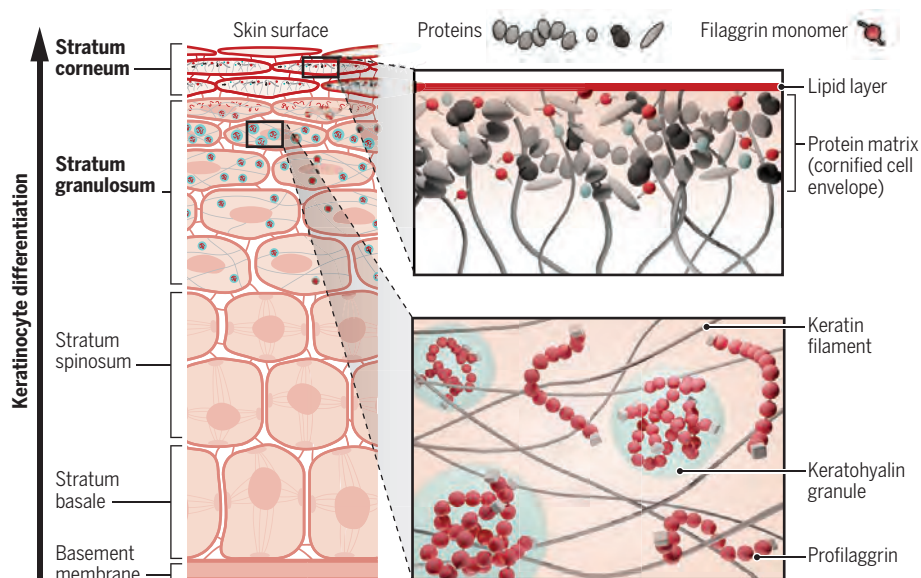 Skin surface
Proteins
Filaggrin monomer
Keratinocyte differentiation
Stratum
corneum
Stratum
granulosum
Stratum
spinosum
Stratum
basale
Basement
membrane
Lipid layer
Protein matrix
(cornified cell
envelope)
Keratin
filament
Keratohyalin
granule
Profilaggrin